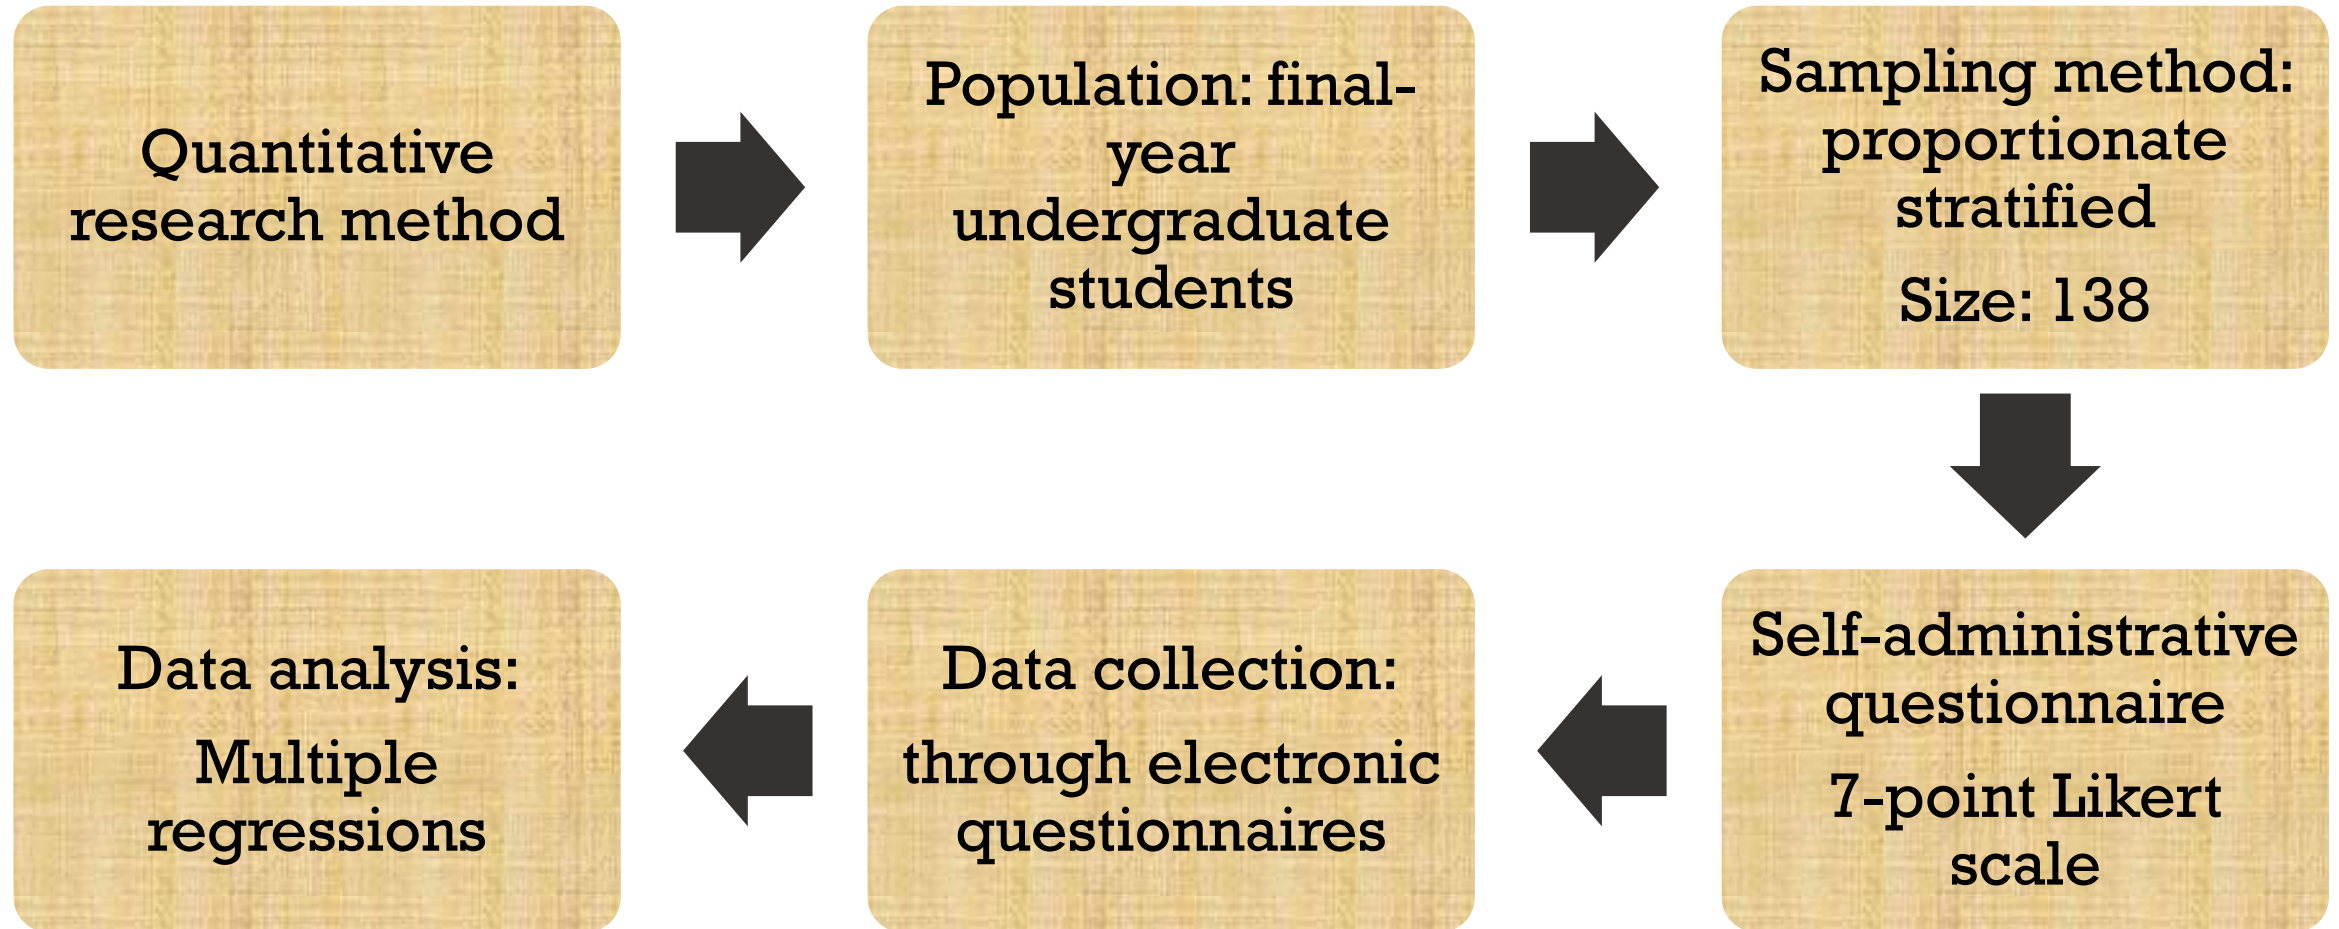 Quantitative
research method
Population: final-
year
undergraduate
students
Sampling method:
proportionate
stratified
Size: 138
Self-administrative
questionnaire
7-point Likert
scale
Data collection:
through electronic
questionnaires
Data analysis:
Multiple
regressions